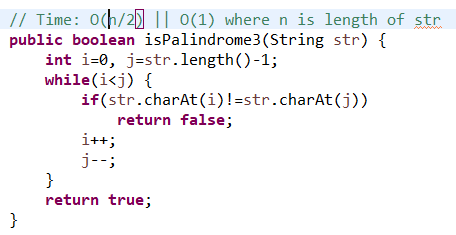 // Time: O(n/2) || O(1) where n is length of str
public boolean isPalindrome3(String str) {
int i=0, j=str.length()-1;
while(i<j) {
if(str.charAt(i)!=str.charAt(j))
return false;
i++;
j--;
}
return true;
}